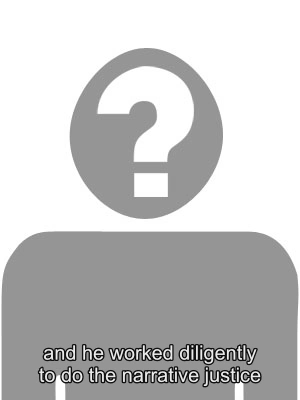 ?
and he worked diligently
to do the narrative justice